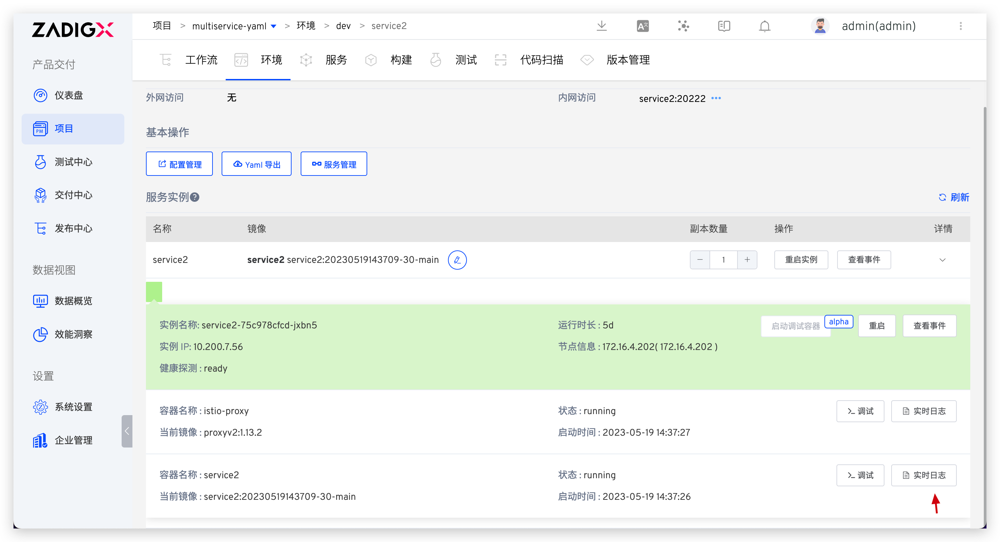 ZADIGX
项目 > multiservice-yaml > 环境 > dev > service2
admin(admin)
产品交付
仪表盘
项目
测试中心
交付中心
发布中心
数据视图
数据概览
效能洞察
设置
系统设置
企业管理
工作流 环境 服务 构建 测试 代码扫描 版本管理
外网访问 无 内网访问 service2:20222
基本操作
配置管理 Yaml 导出 服务管理
服务实例 刷新
名称 镜像 副本数量 操作 详情
service2 service2 service2:20230519143709-30-main − 1 + 重启实例 查看事件
实例名称: service2-75c978cfcd-jxbn5 运行时长 : 5d 启动调试容器 alpha 重启 查看事件
实例 IP: 10.200.7.56 节点信息 : 172.16.4.202( 172.16.4.202 )
健康探测 : ready
容器名称 : istio-proxy 状态 : running >_ 调试 实时日志
当前镜像 : proxyv2:1.13.2 启动时间 : 2023-05-19 14:37:27
容器名称 : service2 状态 : running >_ 调试 实时日志
当前镜像 : service2:20230519143709-30-main 启动时间 : 2023-05-19 14:37:26